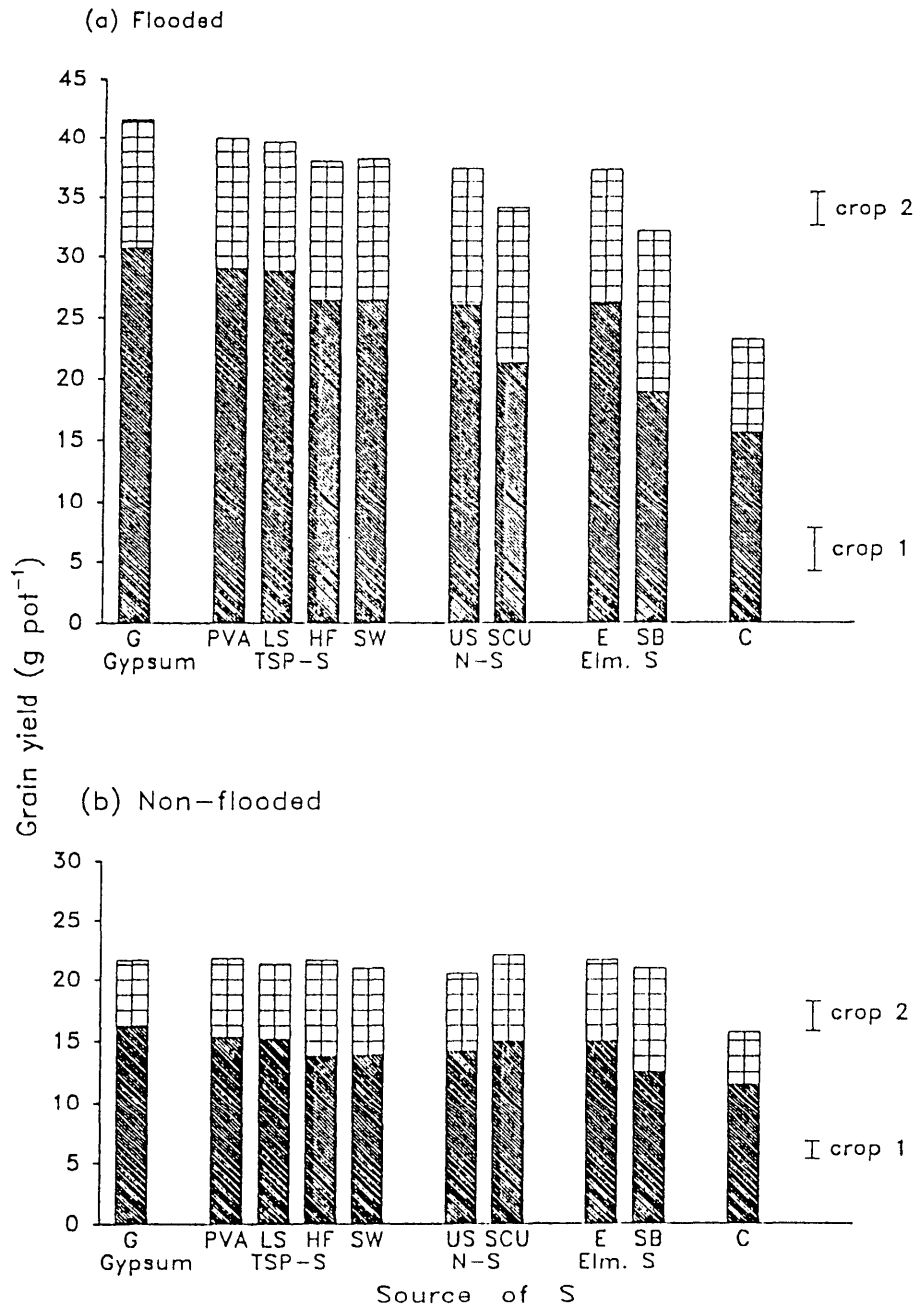 (a) Flooded
45
40
35
30
25
20
15
10
5
0
crop 2
crop 1
G PVA LS HF SW US SCU E SB C
Gypsum TSP-S N-S Elm. S
Grain yield (g pot⁻¹)
(b) Non-flooded
30
25
20
15
10
5
0
crop 2
crop 1
G PVA LS HF SW US SCU E SB C
Gypsum TSP-S N-S Elm. S
Source of S